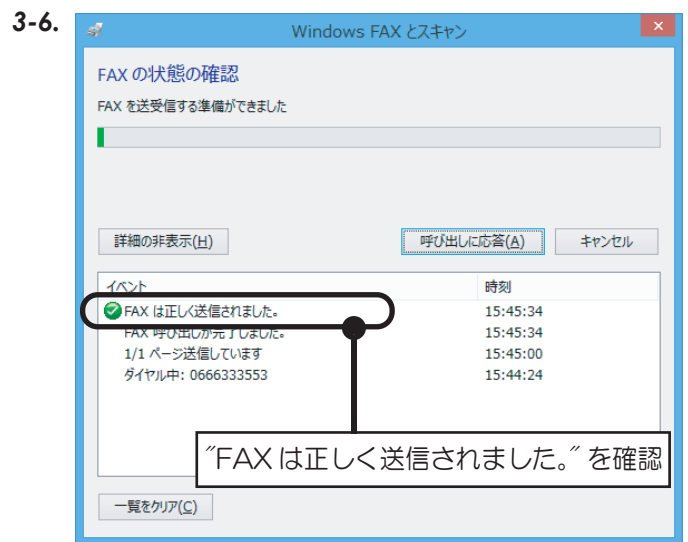 3-6.
Windows FAX とスキャン
FAX の状態の確認
FAX を送受信する準備ができました
詳細の非表示(H)
呼び出しに応答(A)
キャンセル
イベント 時刻
FAX は正しく送信されました。 15:45:34
FAX 呼び出しが完了しました。 15:45:34
1/1 ページ送信しています 15:45:00
ダイヤル中: 0666333553 15:44:24
"FAX は正しく送信されました。" を確認
一覧をクリア(C)